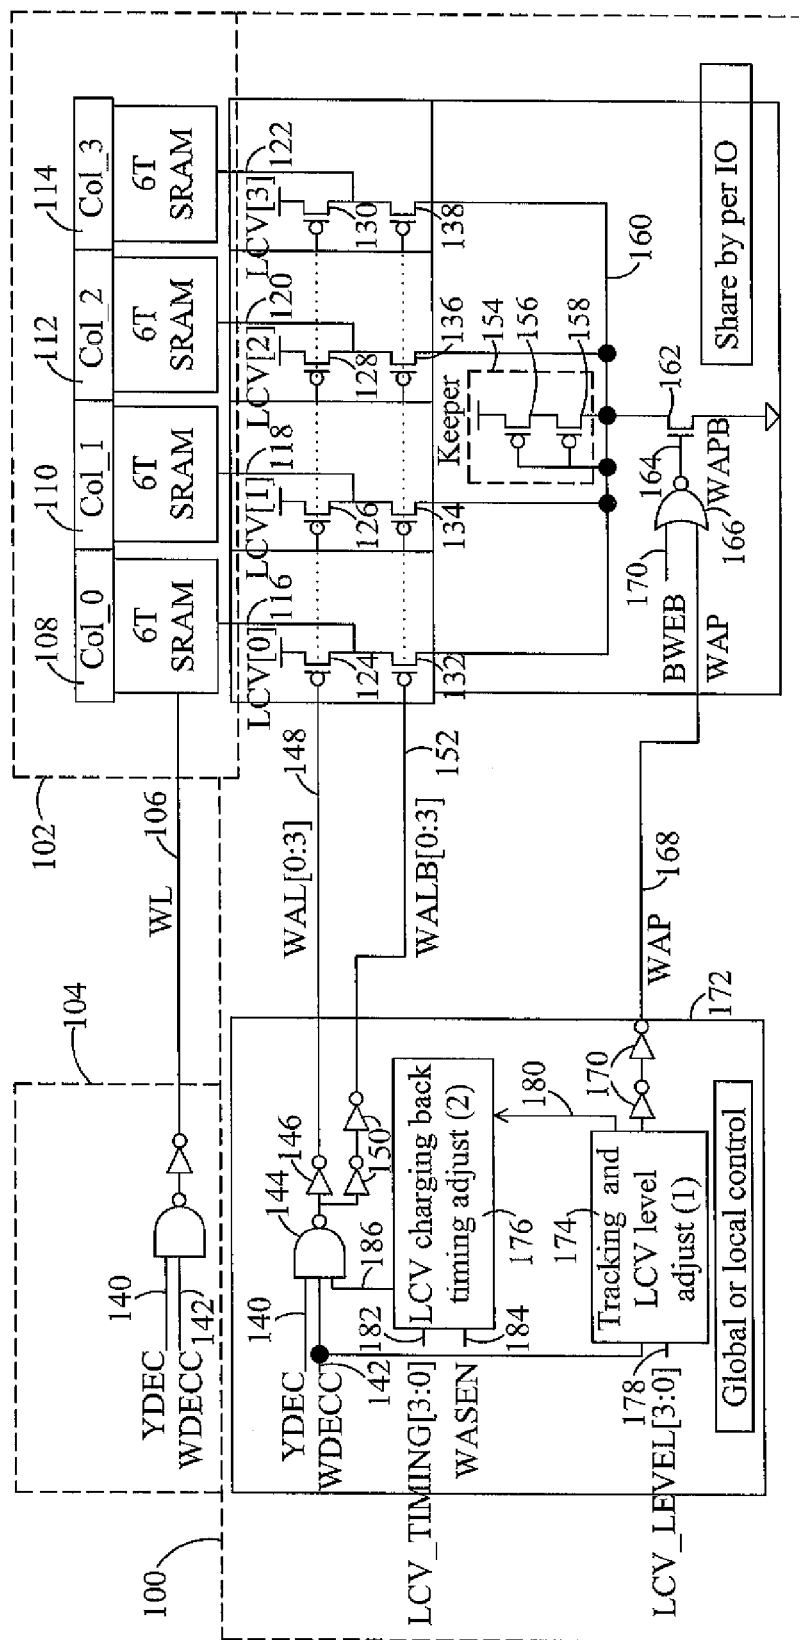 100
102
104
YDEC
140
WDECC
142
WL
106
108
110
112
114
Col_0
Col_1
Col_2
Col_3
6T
SRAM
6T
SRAM
6T
SRAM
6T
SRAM
LCV[0]
116
LCV[1]
118
LCV[2]
120
LCV[3]
122
124
126
128
130
132
134
136
138
YDEC
140
WDECC
142
144
146
150
150
WAL[0:3]
148
WALB[0:3]
152
186
LCV_TIMING[3:0]
182
WASEN
184
LCV charging back
timing adjust (2)
176
180
Keeper
154
156
158
160
162
164
WAPB
166
BWEB
170
WAP
174
Tracking and
LCV level
adjust (1)
178
LCV_LEVEL[3:0]
170
WAP
168
172
Global or local control
Share by per IO